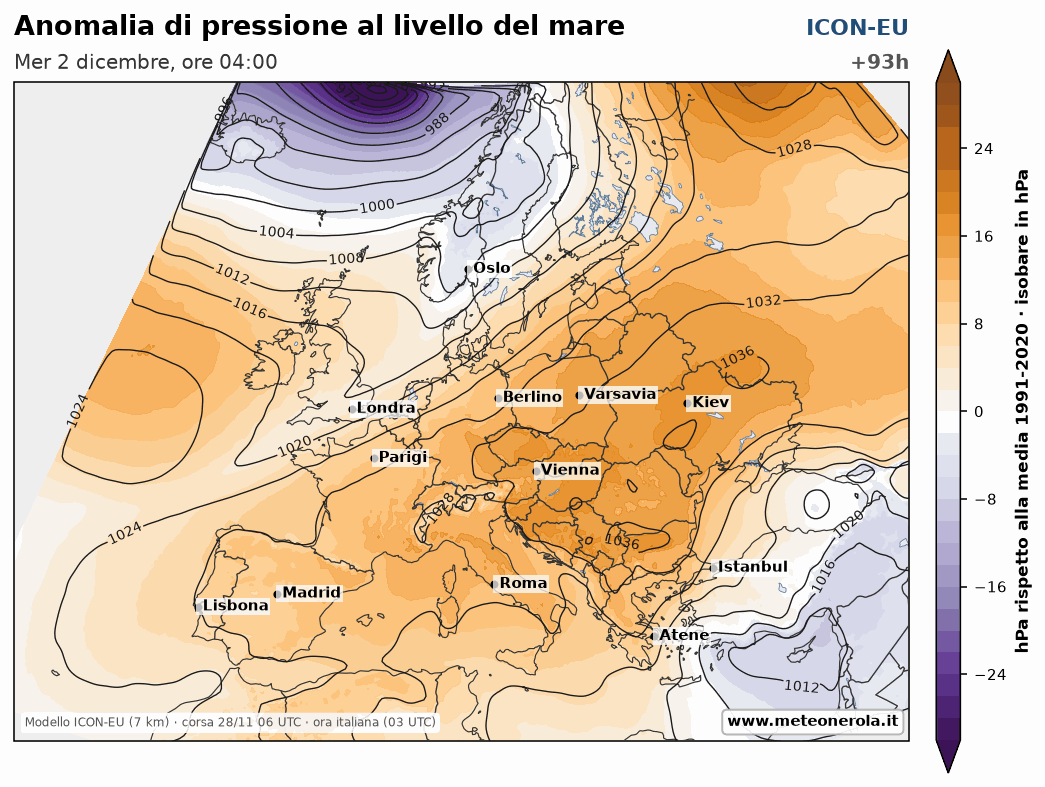 Anomalia di pressione al livello del mare
ICON-EU
Mer 2 dicembre, ore 04:00
+93h
996
988
1028
1000
1004
1008
1012
1016
Oslo
1032
1036
1024
Londra
Berlino
Varsavia
Kiev
1020
Parigi
Vienna
1028
1024
1036
1020
1016
Istanbul
Madrid
Roma
Lisbona
Atene
1012
Modello ICON-EU (7 km) · corsa 28/11 06 UTC · ora italiana (03 UTC)
www.meteonerola.it
24
16
8
0
−8
−16
−24
hPa rispetto alla media 1991-2020 · isobare in hPa